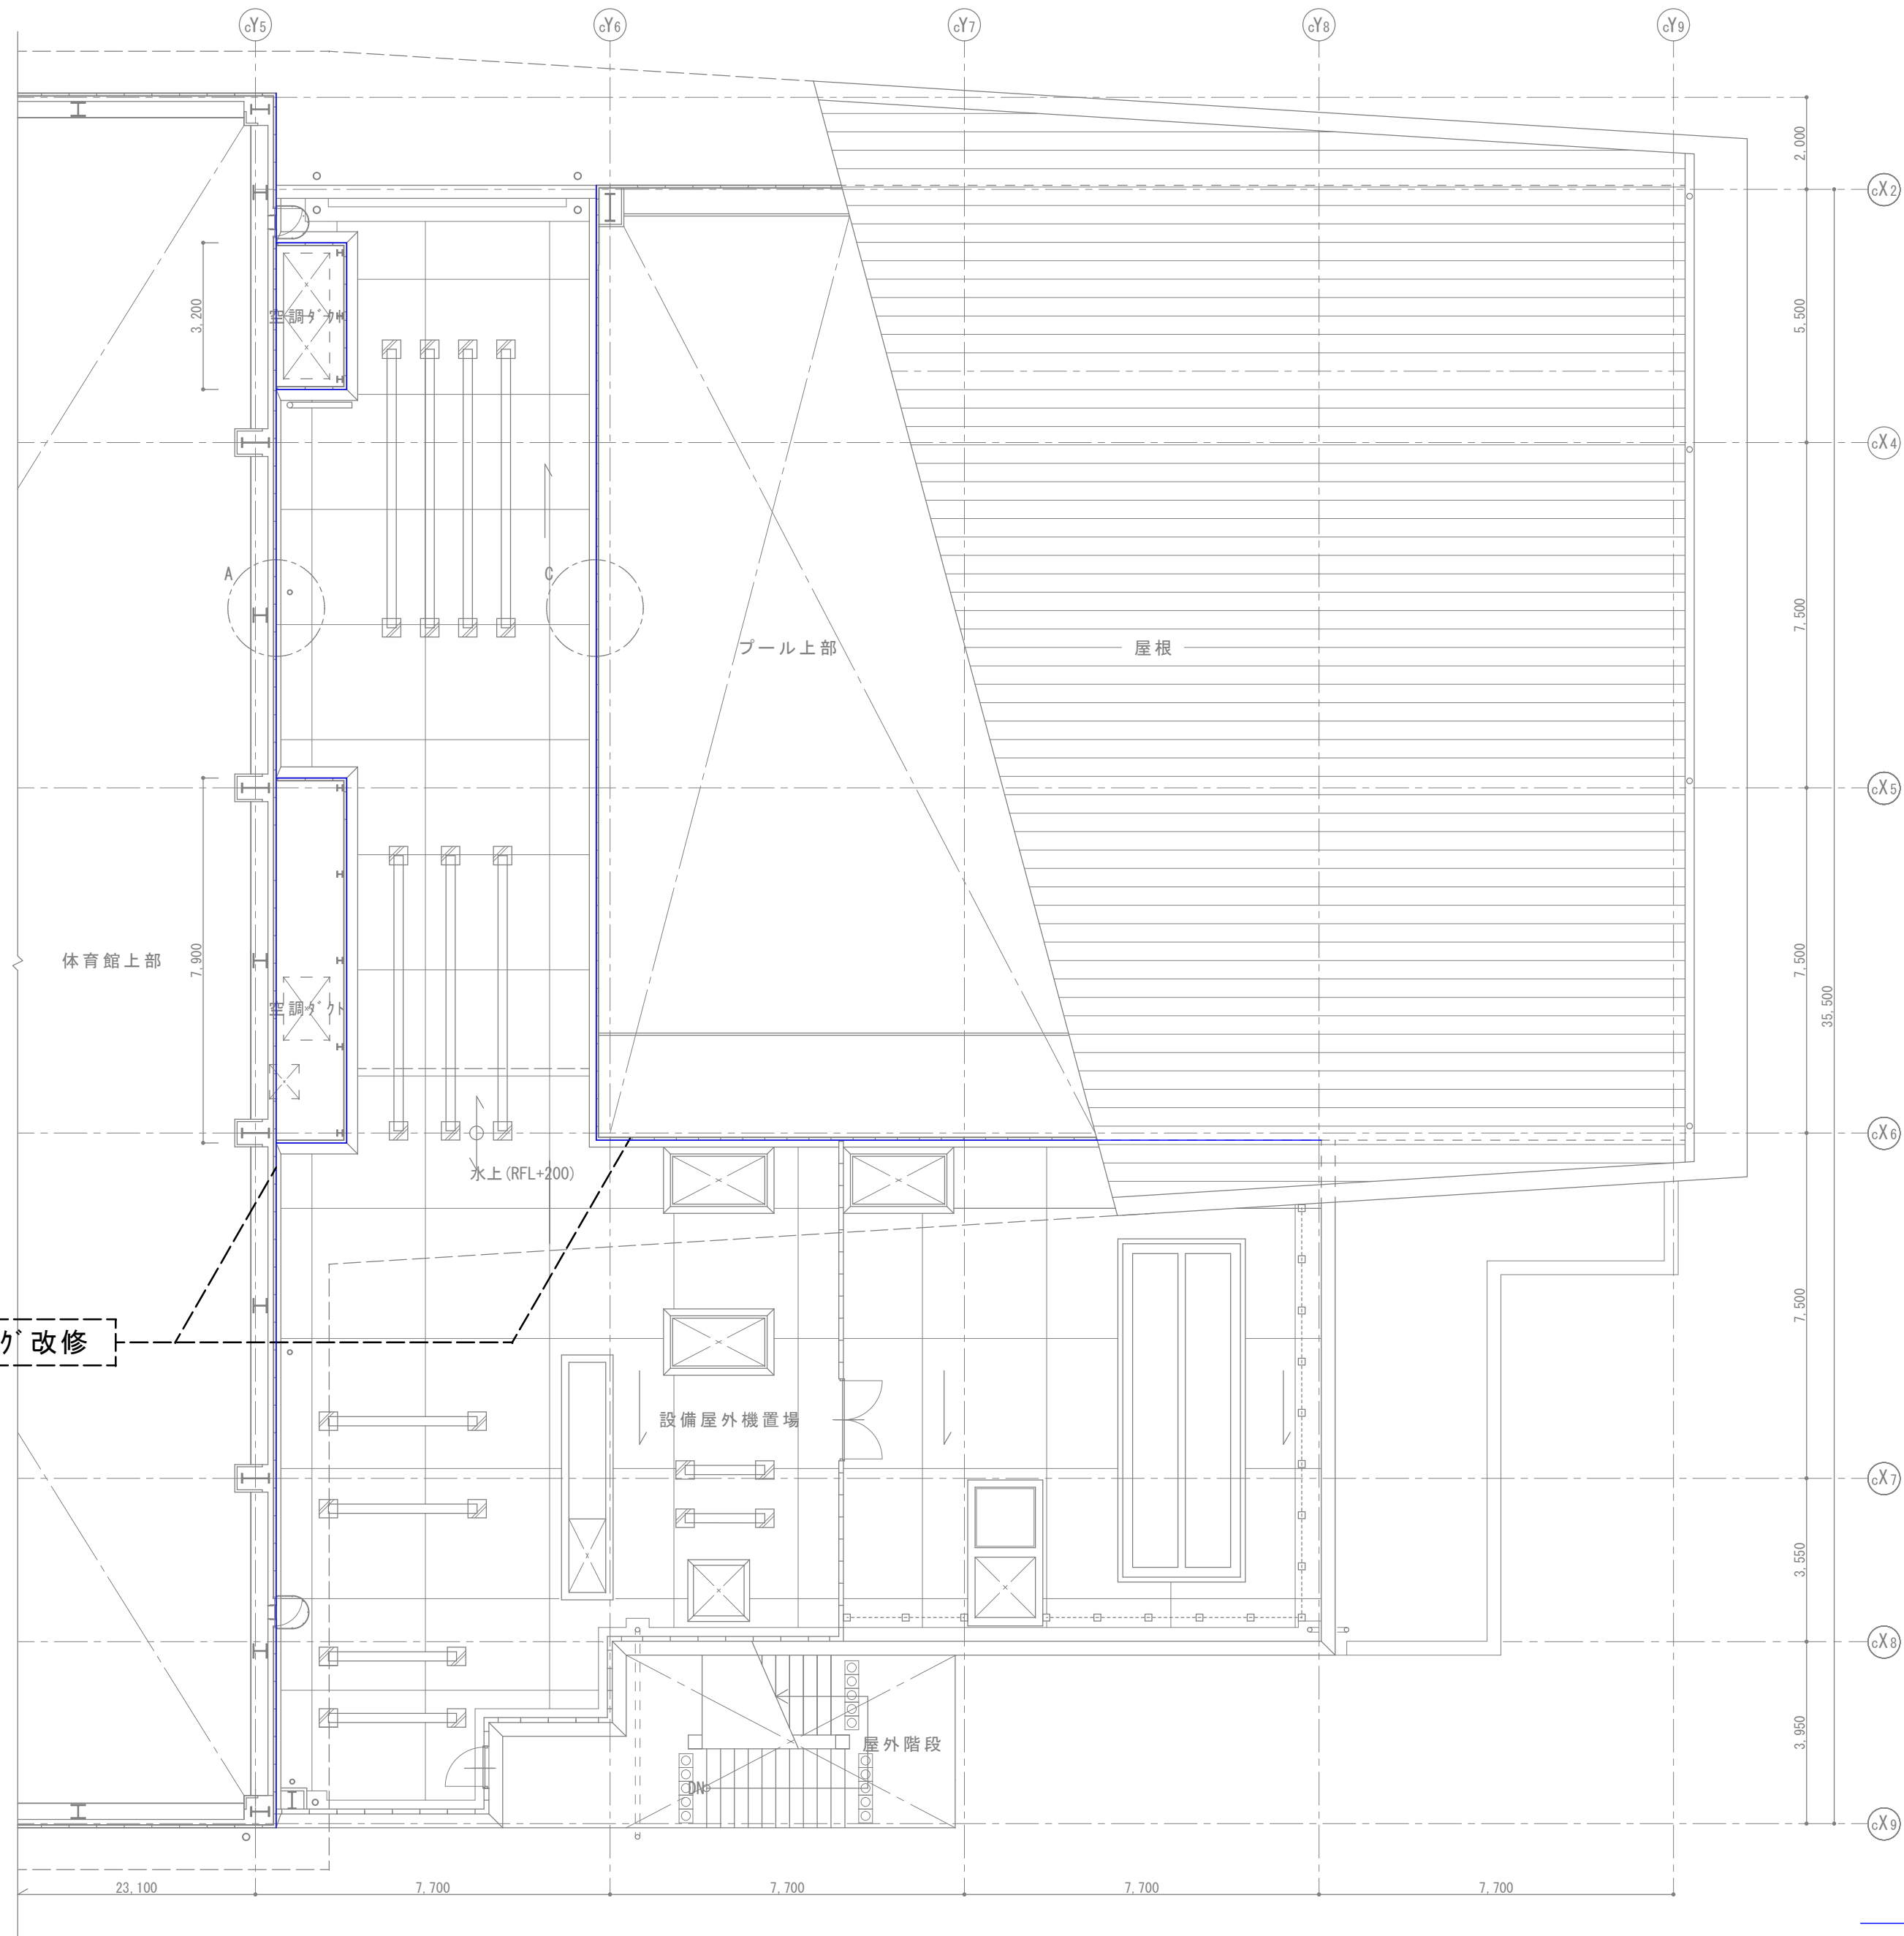 cY5
cY6
cY7
cY8
cY9
2,000
cX2
3,200
空調ダクト
5,500
cX4
A
C
7,500
プール上部
屋根
cX5
体育館上部
7,900
7,500
空調ダクト
35,500
cX6
水上(RFL+200)
7,500
グ改修
設備屋外機置場
cX7
3,550
cX8
3,950
屋外階段
DN
cX9
23,100
7,700
7,700
7,700
7,700